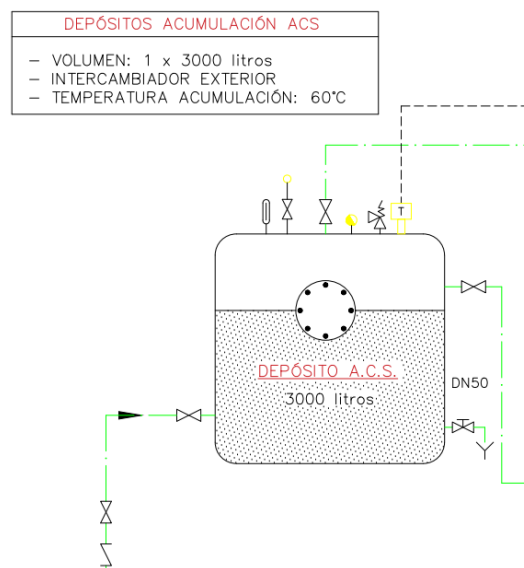 DEPÓSITOS ACUMULACIÓN ACS
– VOLUMEN: 1 x 3000 litros
– INTERCAMBIADOR EXTERIOR
– TEMPERATURA ACUMULACIÓN: 60°C
T
DEPÓSITO A.C.S.
3000 litros
DN50